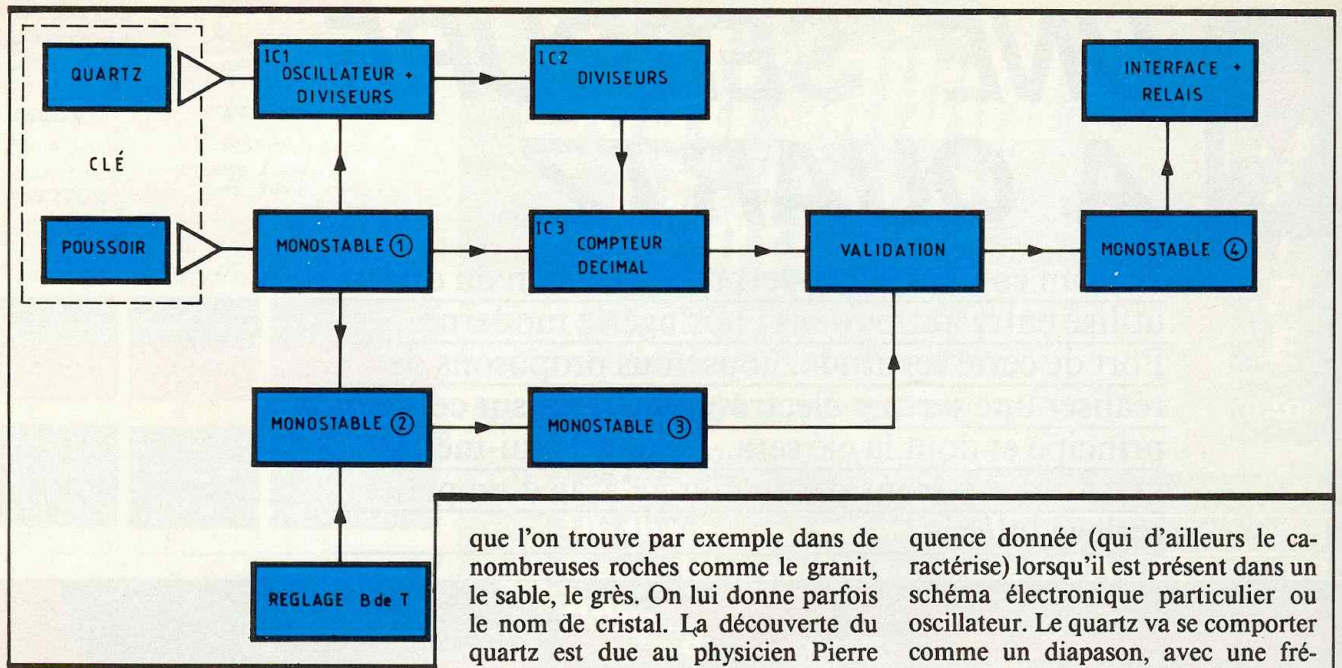 QUARTZ
IC1
OSCILLATEUR +
DIVISEURS
IC2
DIVISEURS
INTERFACE +
RELAIS
CLÉ
POUSSOIR
MONOSTABLE ①
IC3
COMPTEUR
DECIMAL
VALIDATION
MONOSTABLE ④
MONOSTABLE ②
MONOSTABLE ③
REGLAGE B de T
que l'on trouve par exemple dans de
nombreuses roches comme le granit,
le sable, le grès. On lui donne parfois
le nom de cristal. La découverte du
quartz est due au physicien Pierre
quence donnée (qui d'ailleurs le ca-
ractérise) lorsqu'il est présent dans un
schéma électronique particulier ou
oscillateur. Le quartz va se comporter
comme un diapason, avec une fré-